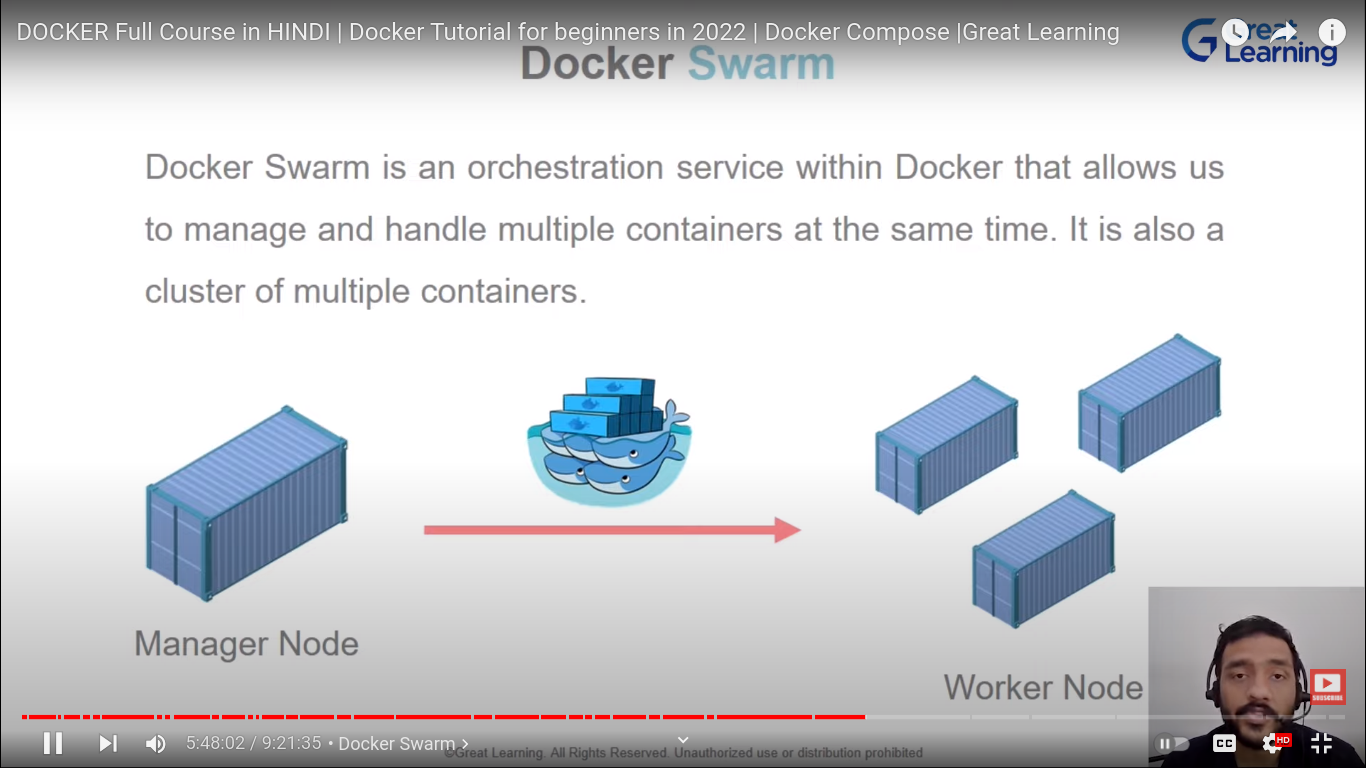 DOCKER Full Course in HINDI | Docker Tutorial for beginners in 2022 | Docker Compose |Great Learning
Great
Learning
Docker Swarm
Docker Swarm is an orchestration service within Docker that allows us
to manage and handle multiple containers at the same time. It is also a
cluster of multiple containers.
Manager Node
Worker Node
SUBSCRIBE
5:48:02 / 9:21:35 • Docker Swarm >
CC
HD
©Great Learning. All Rights Reserved. Unauthorized use or distribution prohibited